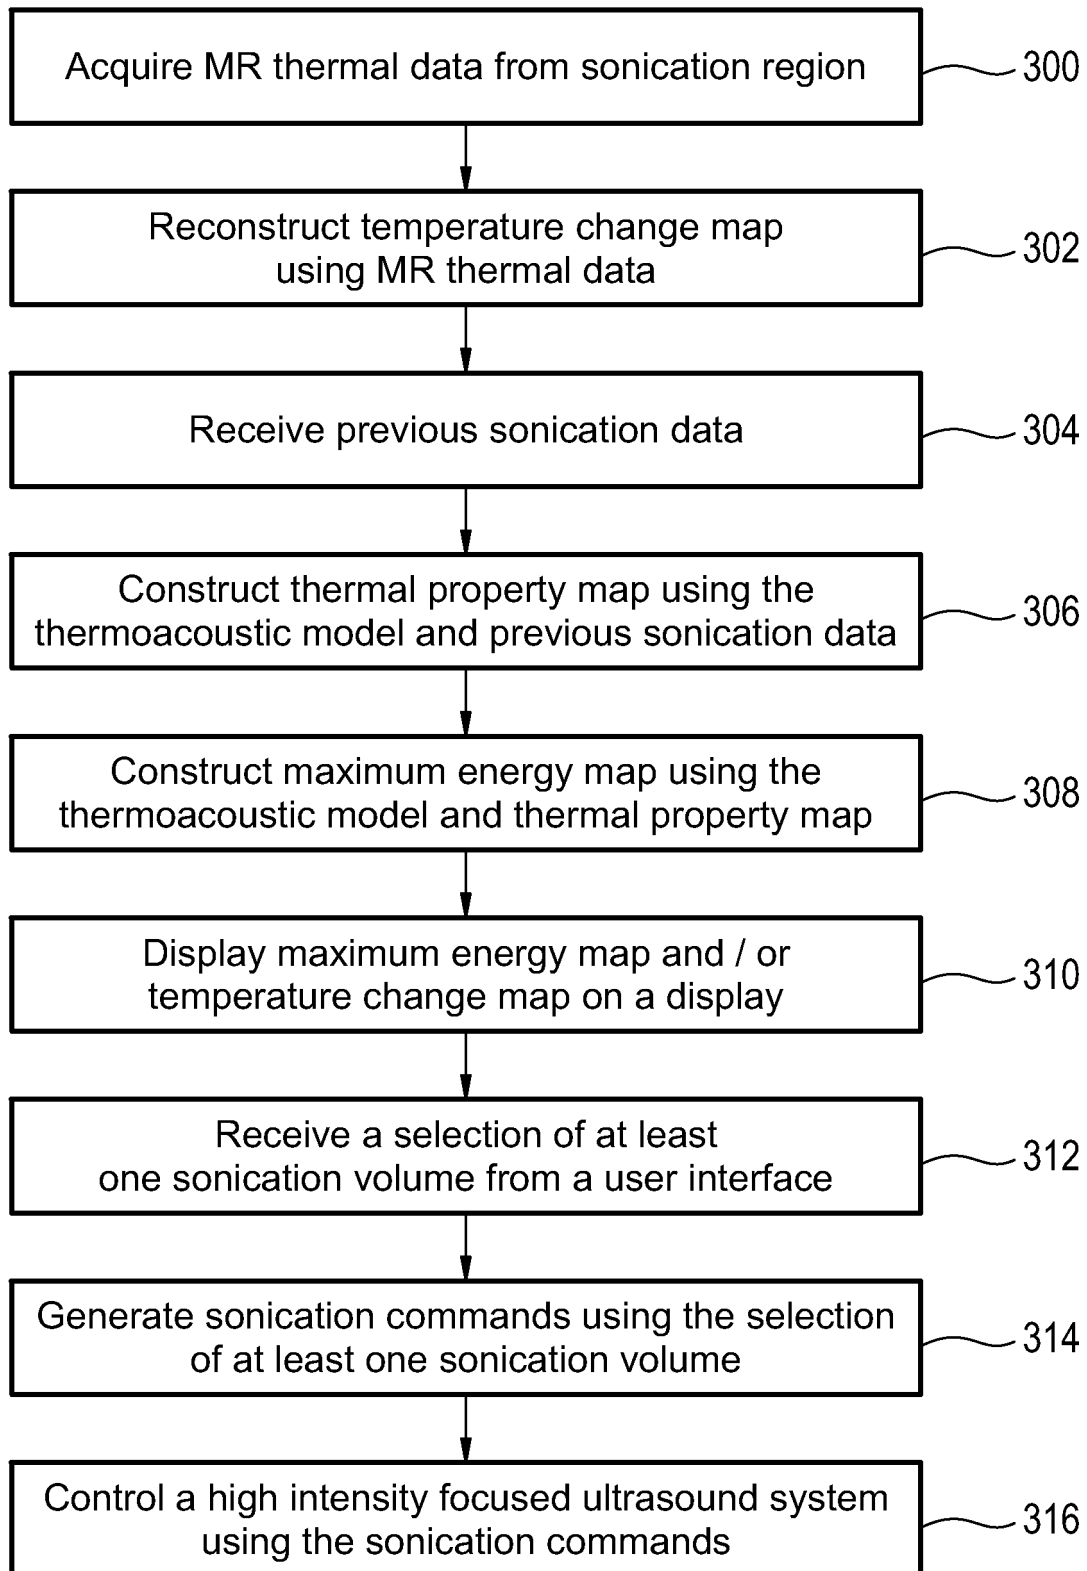 Acquire MR thermal data from sonication region
300
Reconstruct temperature change map
using MR thermal data
302
Receive previous sonication data
304
Construct thermal property map using the
thermoacoustic model and previous sonication data
306
Construct maximum energy map using the
thermoacoustic model and thermal property map
308
Display maximum energy map and / or
temperature change map on a display
310
Receive a selection of at least
one sonication volume from a user interface
312
Generate sonication commands using the selection
of at least one sonication volume
314
Control a high intensity focused ultrasound system
using the sonication commands
316